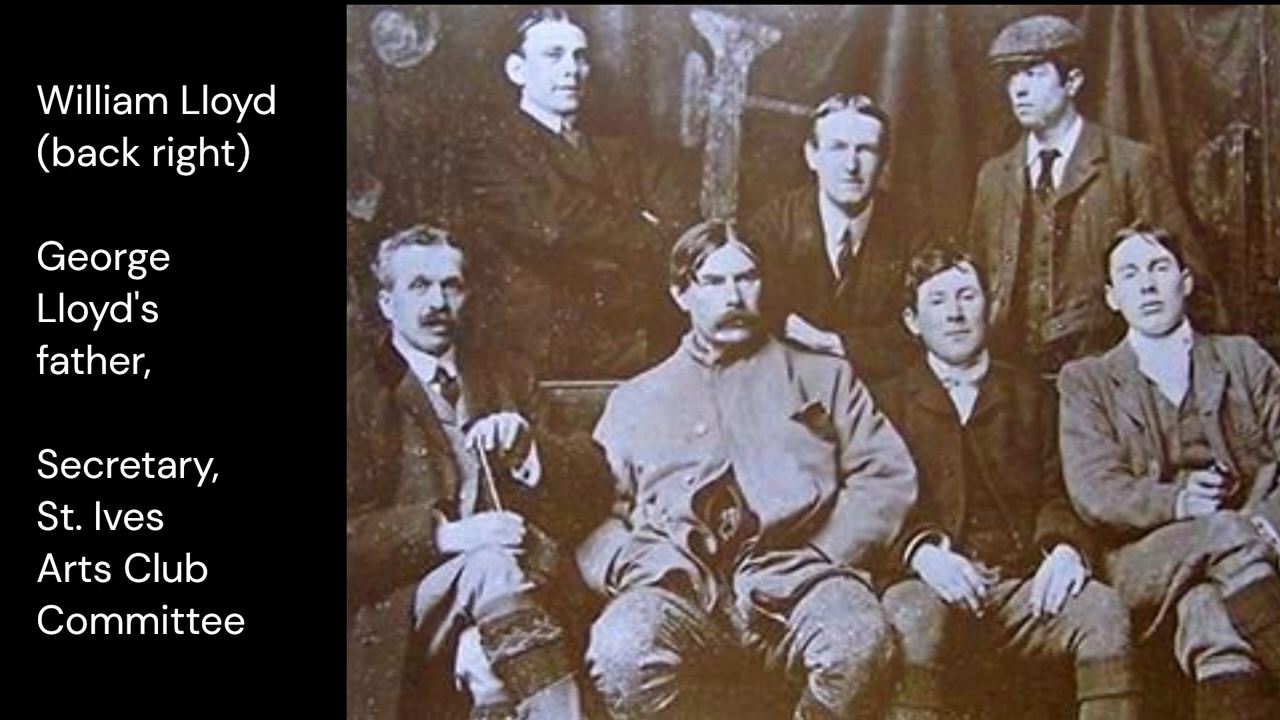 William Lloyd
(back right)
George
Lloyd's
father,
Secretary,
St. Ives
Arts Club
Committee